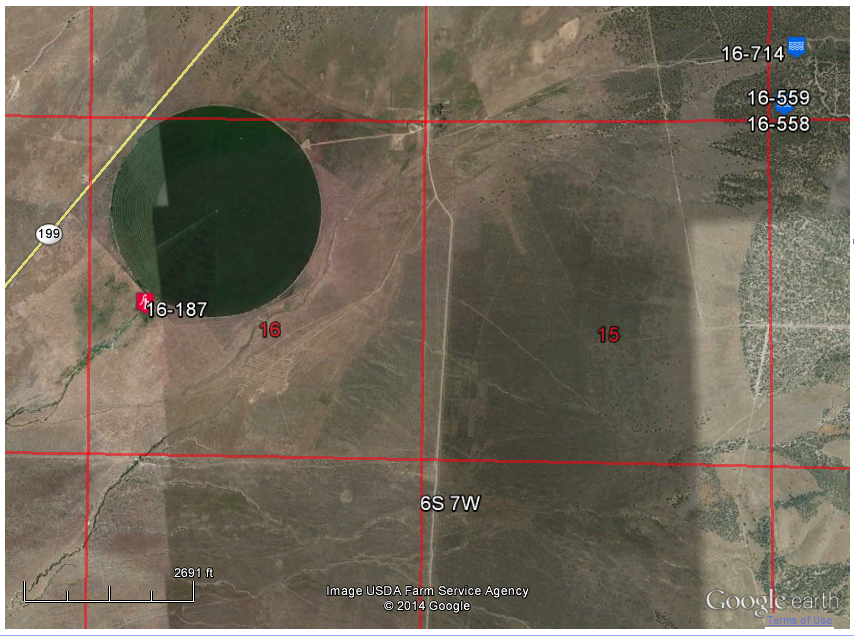 16-714
16-559
16-558
199
16-187
16
15
6S 7W
2691 ft
Image USDA Farm Service Agency
© 2014 Google
Google earth
Terms of Use